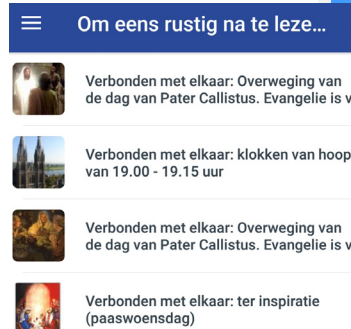 Om eens rustig na te leze...
Verbonden met elkaar: Overweging van
de dag van Pater Callistus. Evangelie is v
Verbonden met elkaar: klokken van hoop
van 19.00 - 19.15 uur
Verbonden met elkaar: Overweging van
de dag van Pater Callistus. Evangelie is v
Verbonden met elkaar: ter inspiratie
(paaswoensdag)